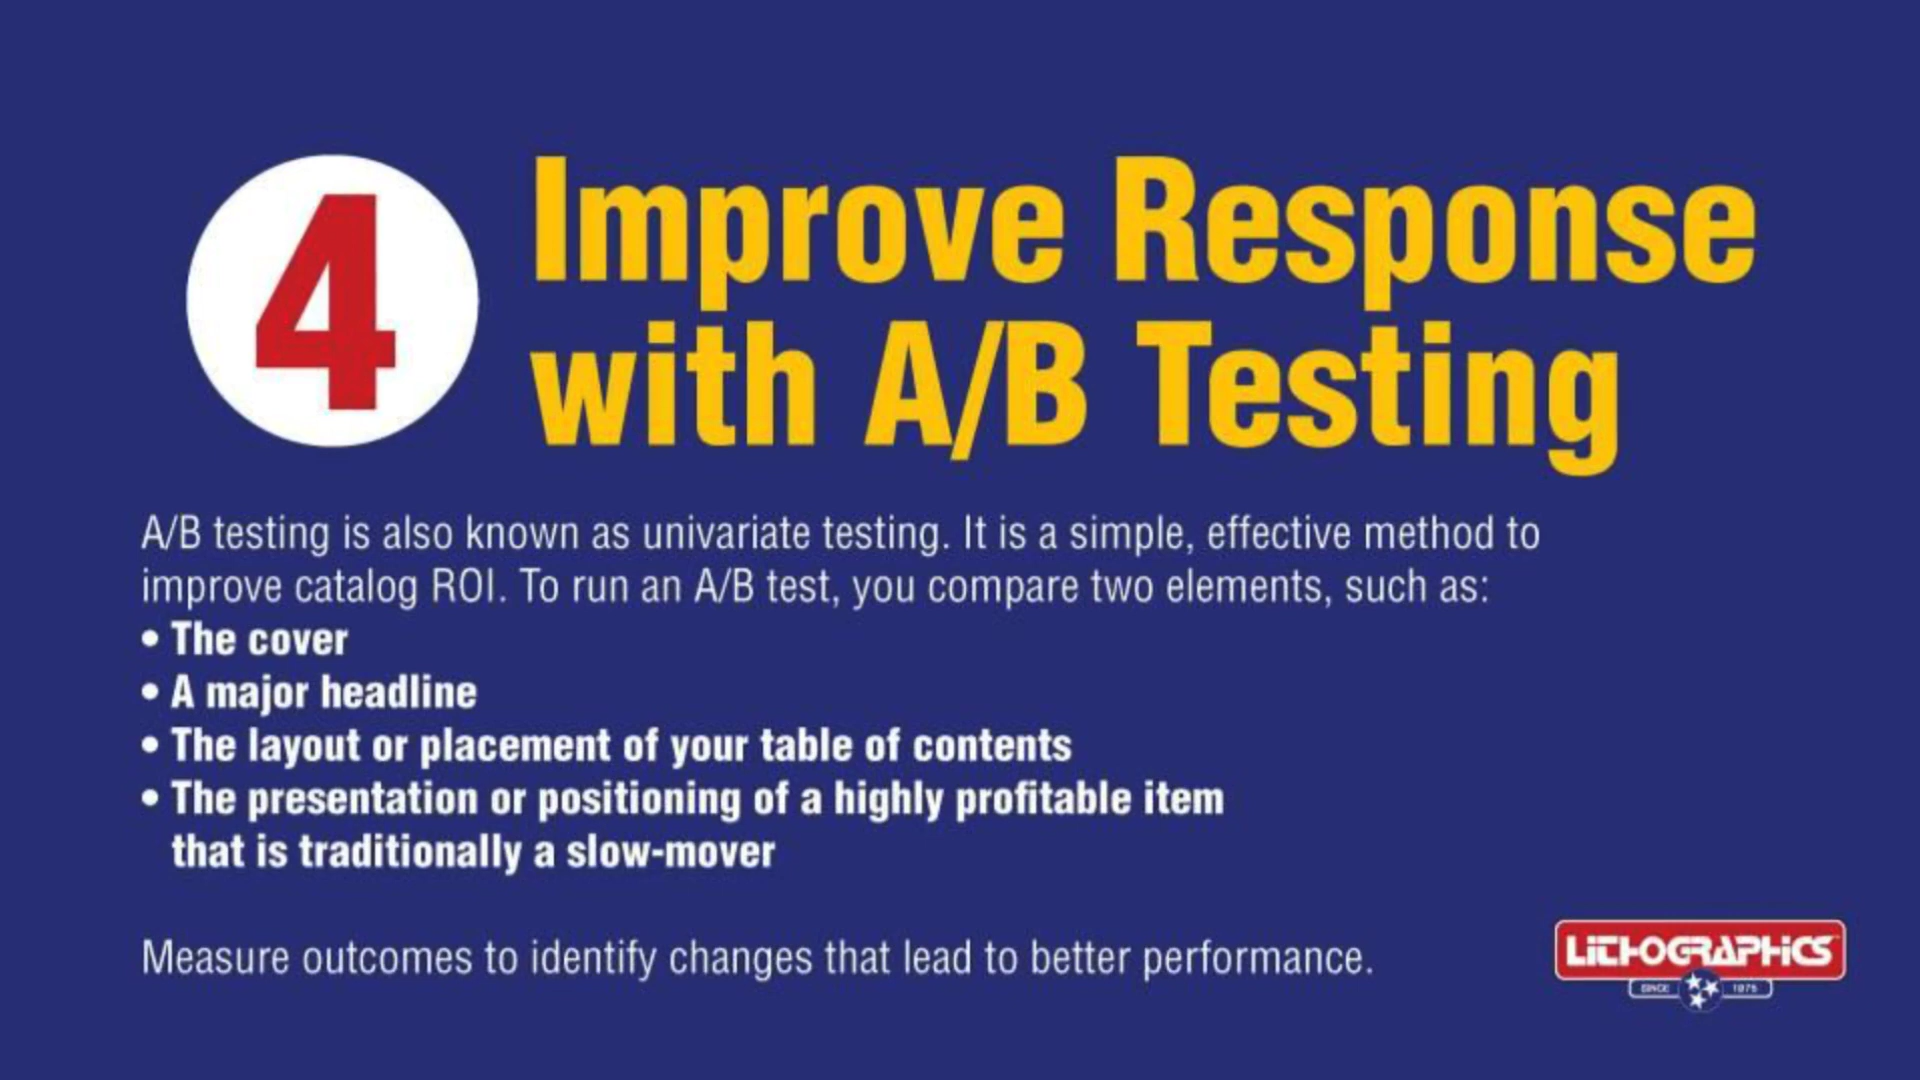 4
Improve Response
with A/B Testing
A/B testing is also known as univariate testing. It is a simple, effective method to
improve catalog ROI. To run an A/B test, you compare two elements, such as:
• The cover
• A major headline
• The layout or placement of your table of contents
• The presentation or positioning of a highly profitable item
that is traditionally a slow-mover
Measure outcomes to identify changes that lead to better performance.
LITHOGRAPHICS
SINCE 1975